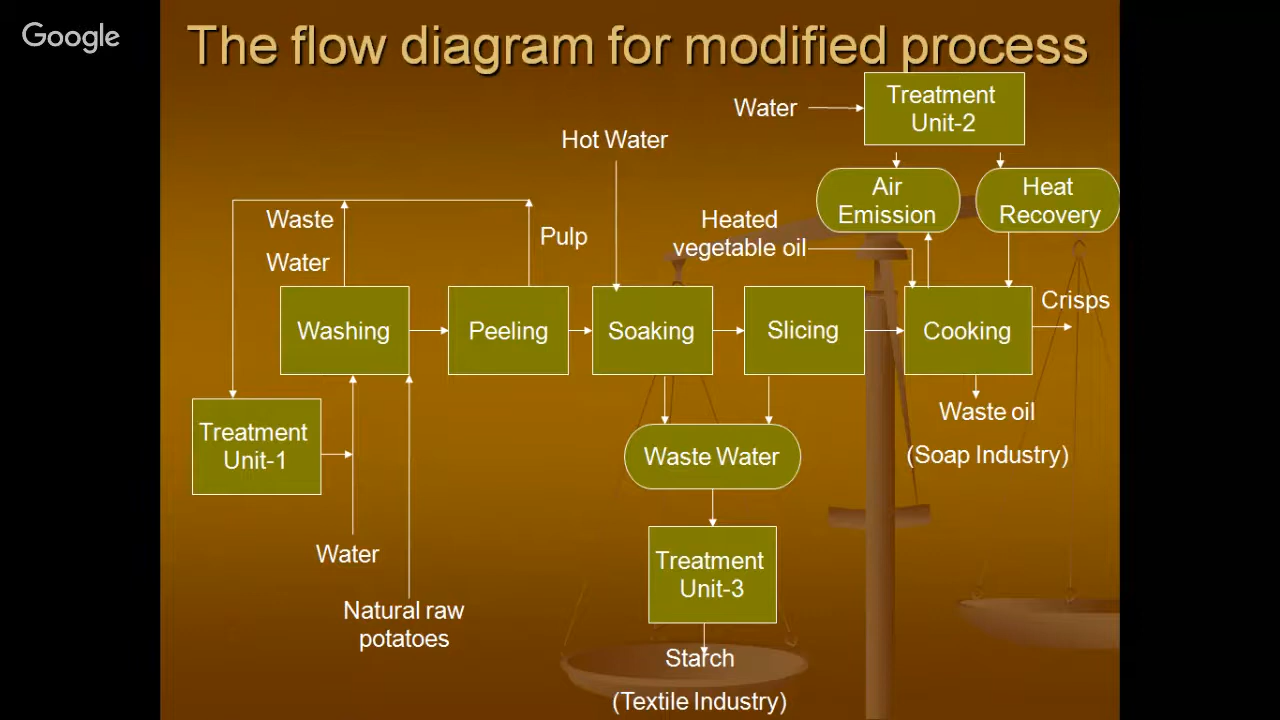 Google
The flow diagram for modified process
Water
Treatment
Unit-2
Hot Water
Air
Emission
Heat
Recovery
Waste
Water
Pulp
Heated
vegetable oil
Crisps
Washing
Peeling
Soaking
Slicing
Cooking
Waste oil
(Soap Industry)
Treatment
Unit-1
Waste Water
Water
Treatment
Unit-3
Natural raw
potatoes
Starch
(Textile Industry)